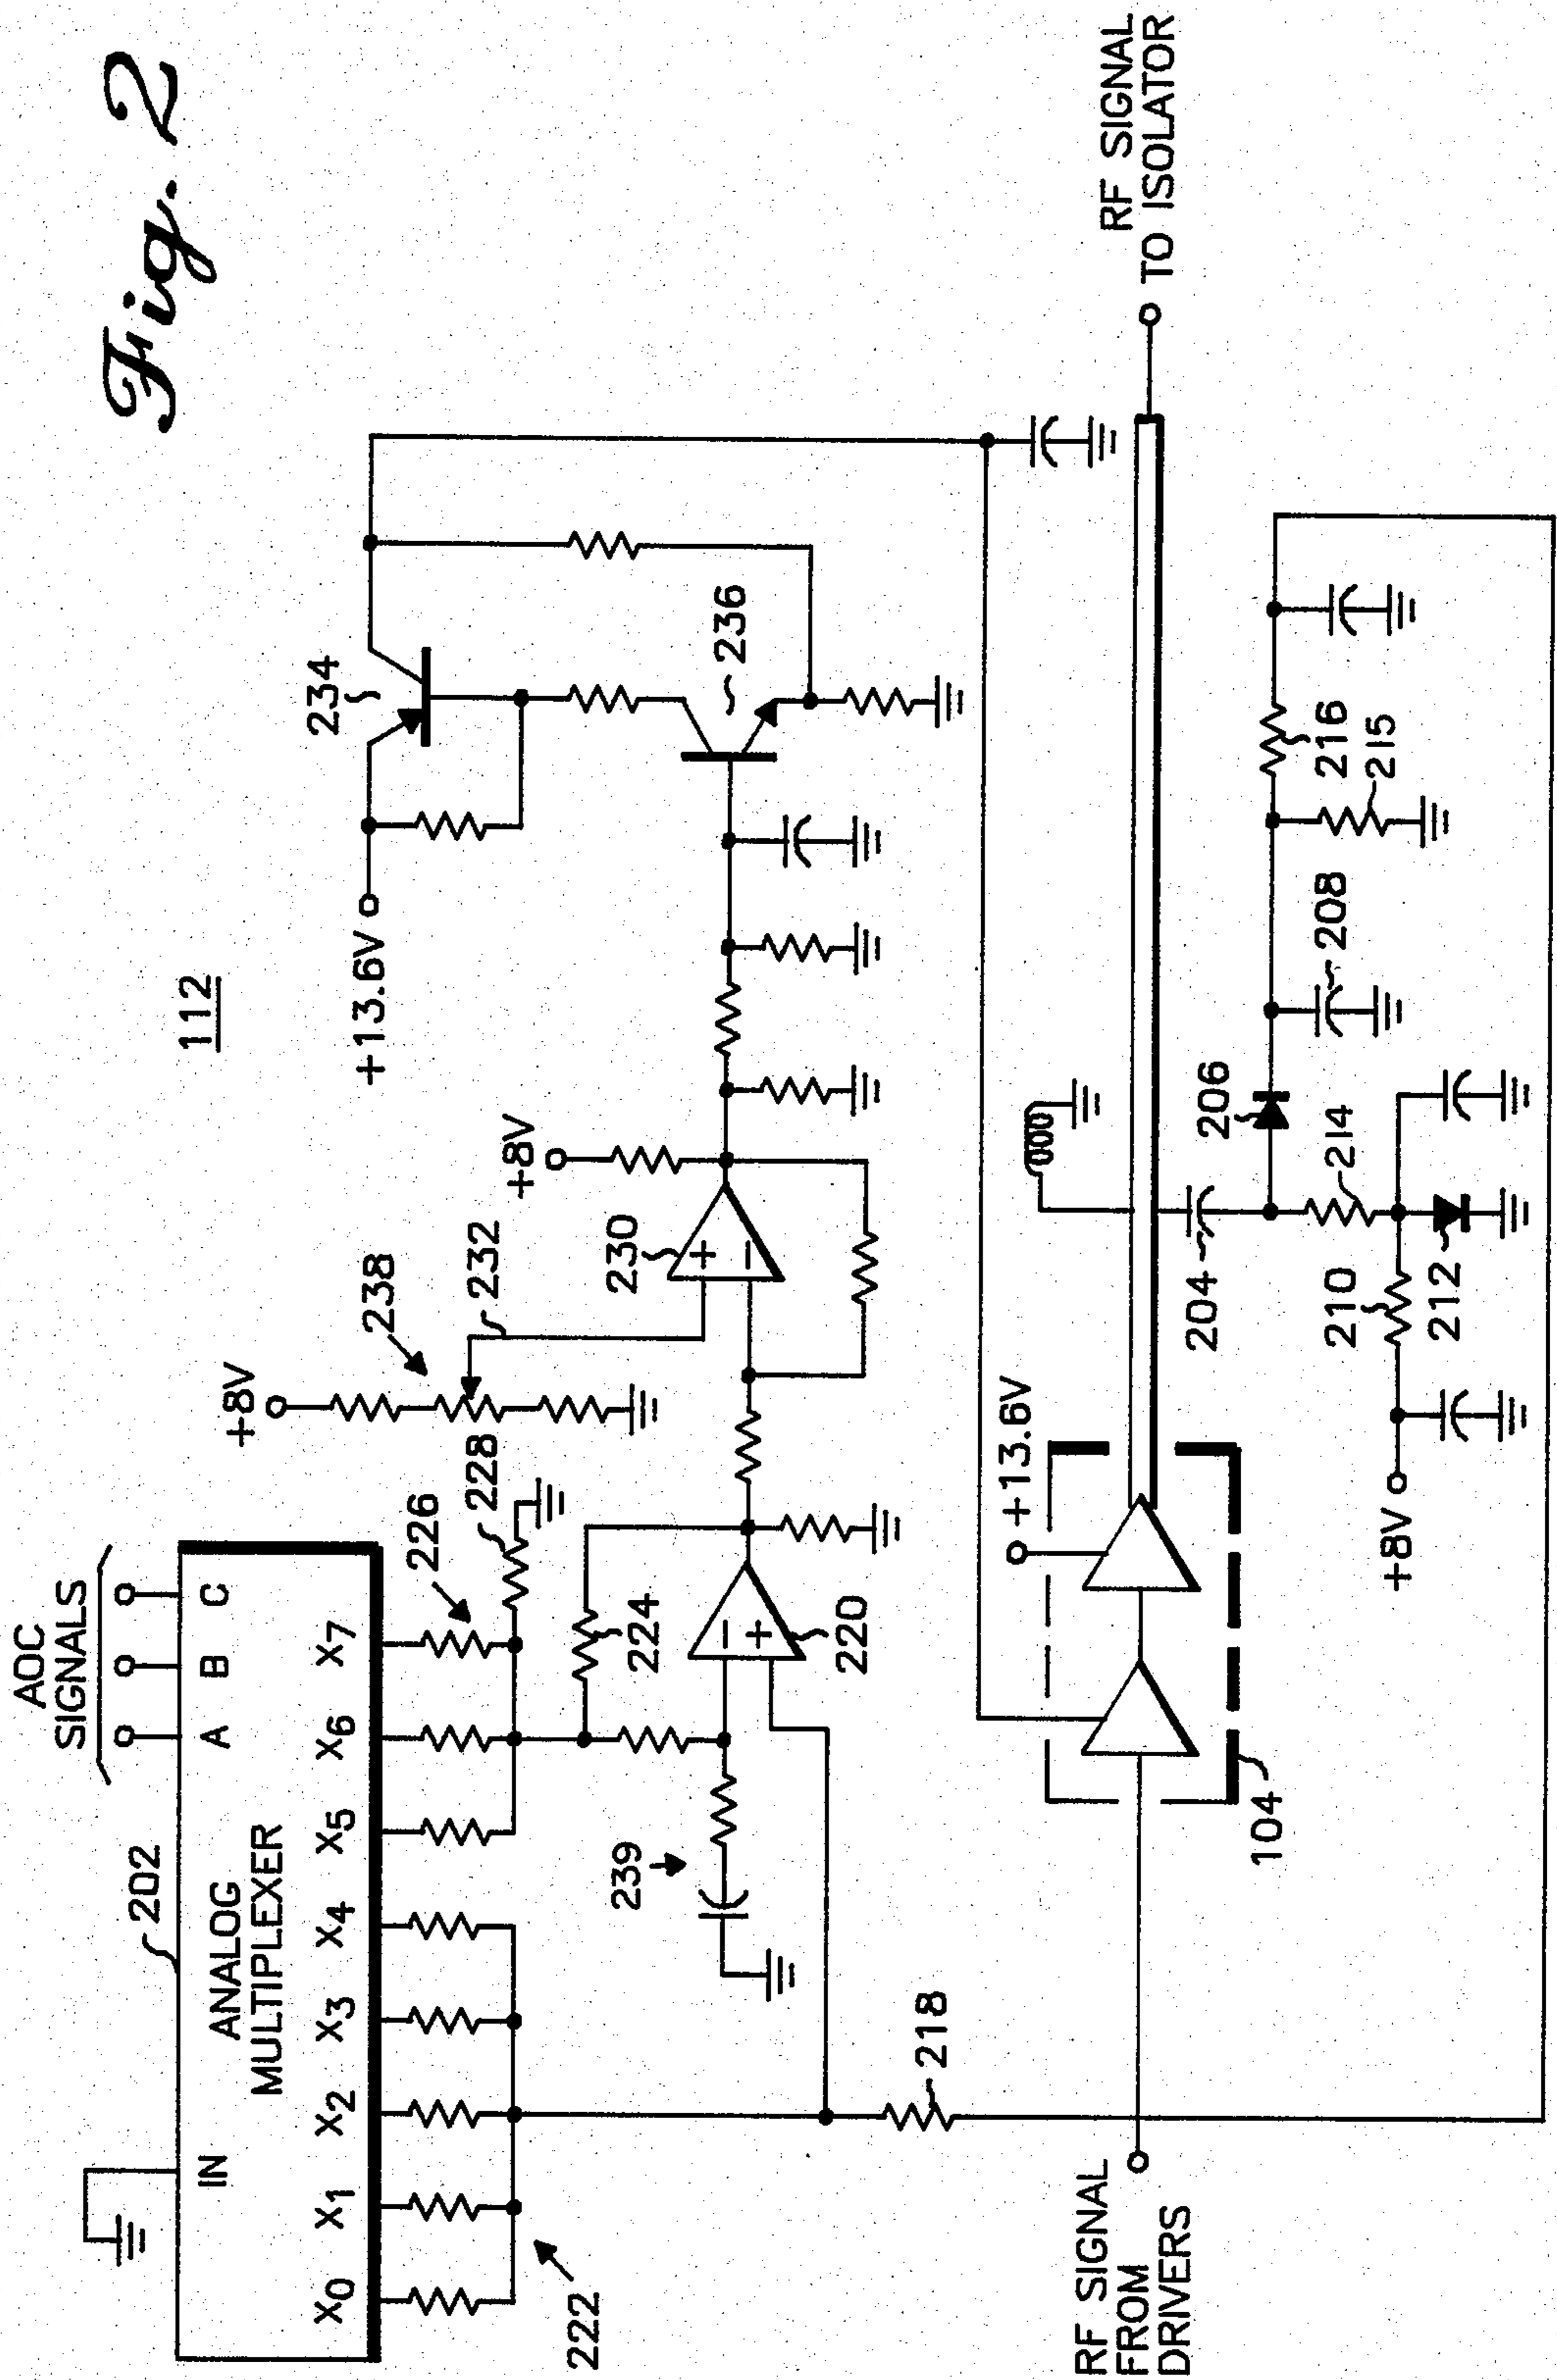 Fig. 2
112
AOC
SIGNALS
A
B
C
202
IN
ANALOG
MULTIPLEXER
X0
X1
X2
X3
X4
X5
X6
X7
222
226
228
+8V
238
232
+8V
230
224
220
239
218
+13.6V
234
236
RF SIGNAL
FROM
DRIVERS
104
+13.6V
RF SIGNAL
TO ISOLATOR
204
206
208
214
210
212
+8V
216
215